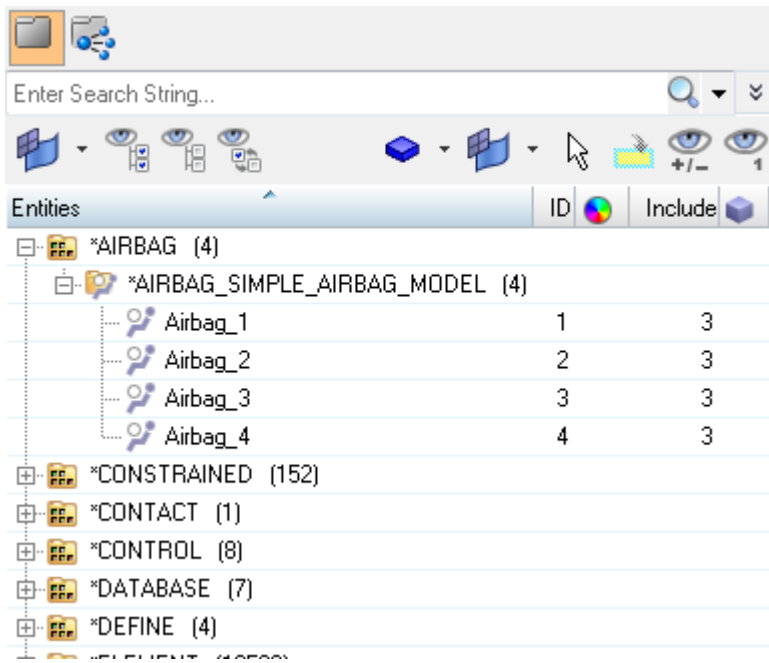 Enter Search String...
+/- 1
Entities ID Include
*AIRBAG (4)
*AIRBAG_SIMPLE_AIRBAG_MODEL (4)
Airbag_1 1 3
Airbag_2 2 3
Airbag_3 3 3
Airbag_4 4 3
*CONSTRAINED (152)
*CONTACT (1)
*CONTROL (8)
*DATABASE (7)
*DEFINE (4)